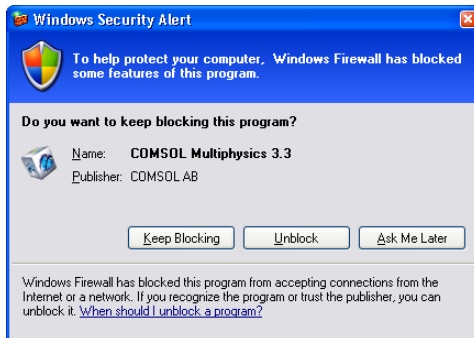 Windows Security Alert
To help protect your computer, Windows Firewall has blocked
some features of this program.
Do you want to keep blocking this program?
Name: COMSOL Multiphysics 3.3
Publisher: COMSOL AB
Keep Blocking Unblock Ask Me Later
Windows Firewall has blocked this program from accepting connections from the
Internet or a network. If you recognize the program or trust the publisher, you can
unblock it. When should I unblock a program?